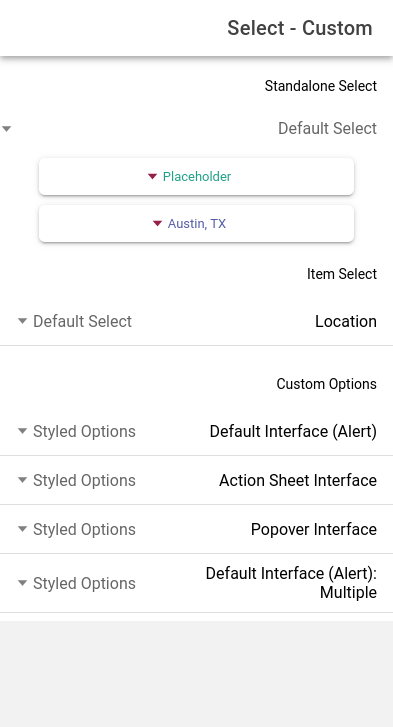 Select - Custom
Standalone Select
Default Select
Placeholder
Austin, TX
Item Select
Location
Default Select
Custom Options
Default Interface (Alert)
Styled Options
Action Sheet Interface
Styled Options
Popover Interface
Styled Options
Default Interface (Alert):
Multiple
Styled Options